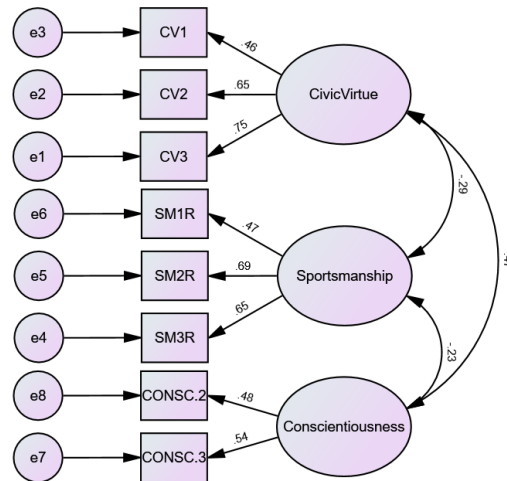 e3
CV1
.46
e2
CV2
.65
CivicVirtue
e1
CV3
.75
e6
SM1R
.47
-.29
e5
SM2R
.69
Sportsmanship
e4
SM3R
.65
-.23
e8
CONSC.2
.48
Conscientiousness
e7
CONSC.3
.54